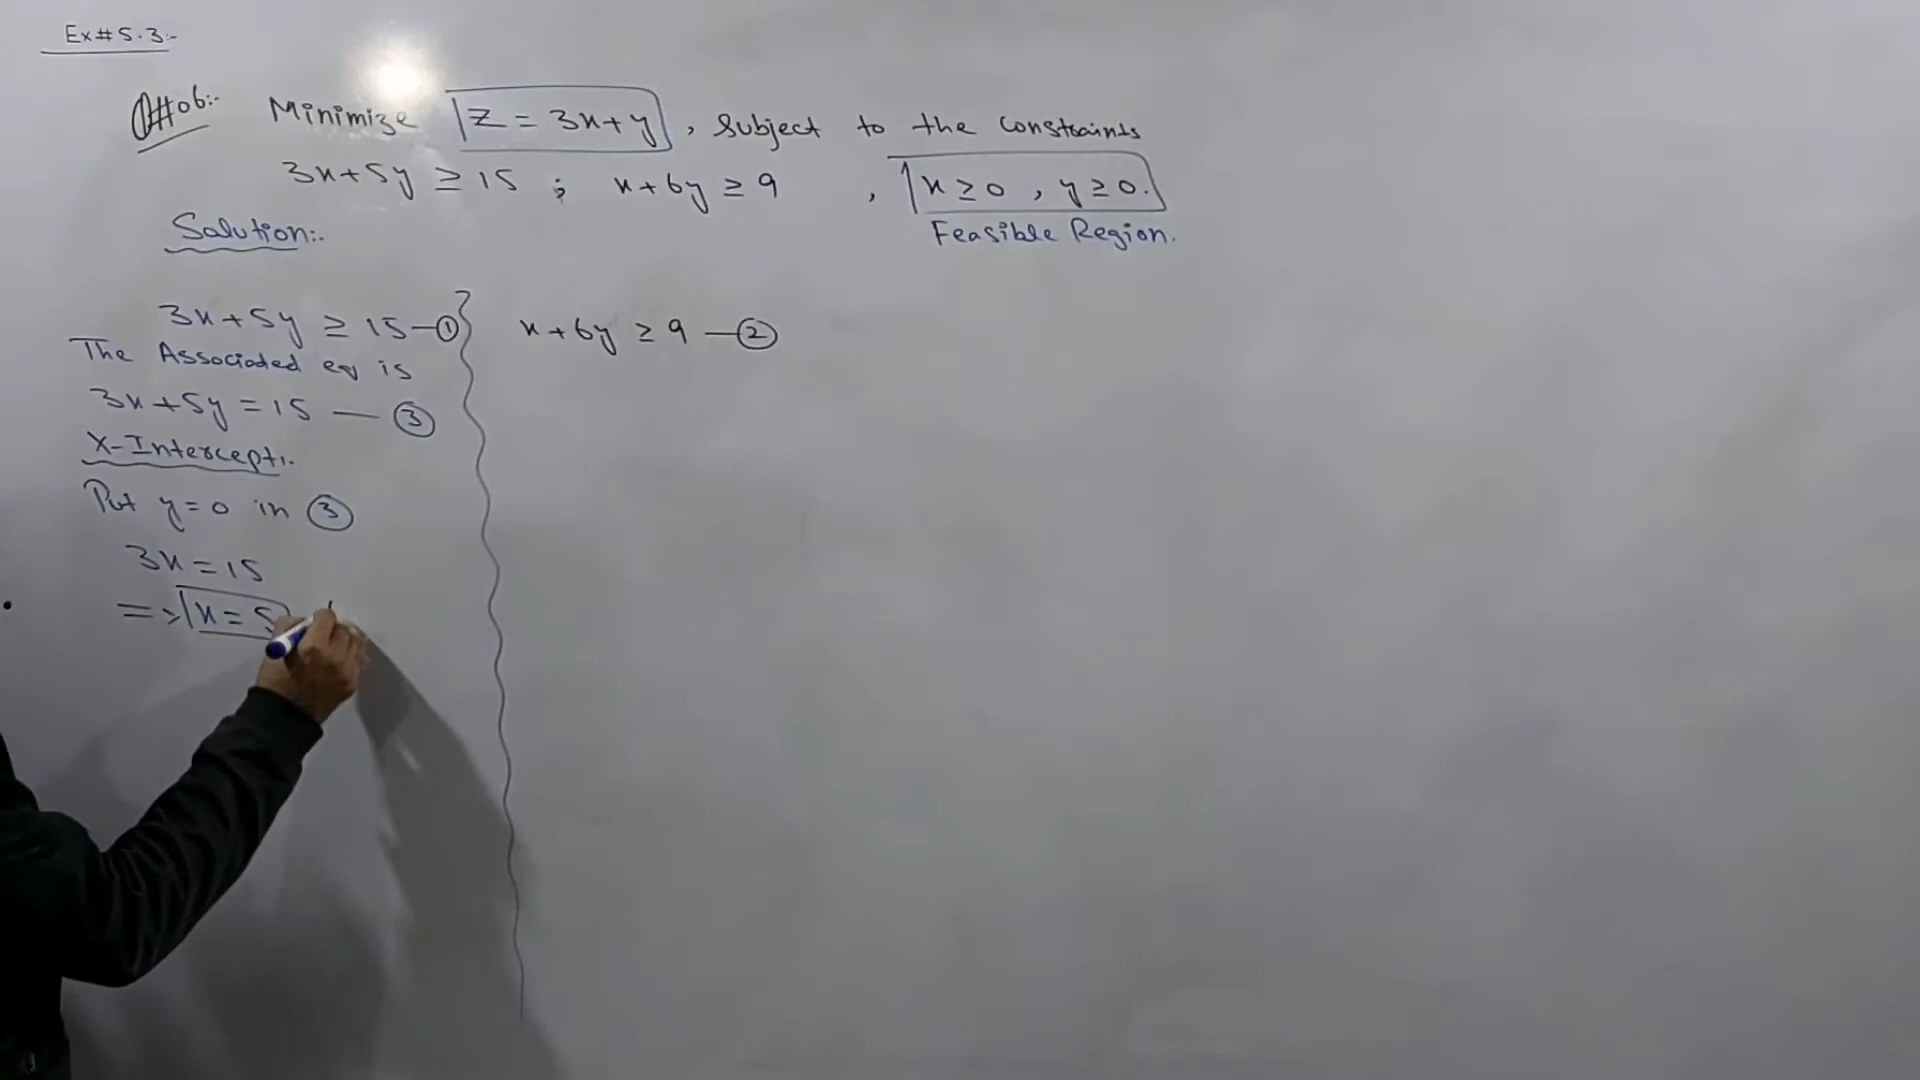 Ex#5.3:-
Q#06:- Minimize Z = 3x+y, Subject to the Constraints
3x+5y ≥ 15 ; x+6y ≥ 9 , x ≥ 0 , y ≥ 0.
Feasible Region.
Solution:.
3x+5y ≥ 15 — ①
The Associated eq is
3x+5y = 15 — ③
X-Intercept:.
Put y=0 in ③
3x = 15
=> x = 5
x+6y ≥ 9 — ②